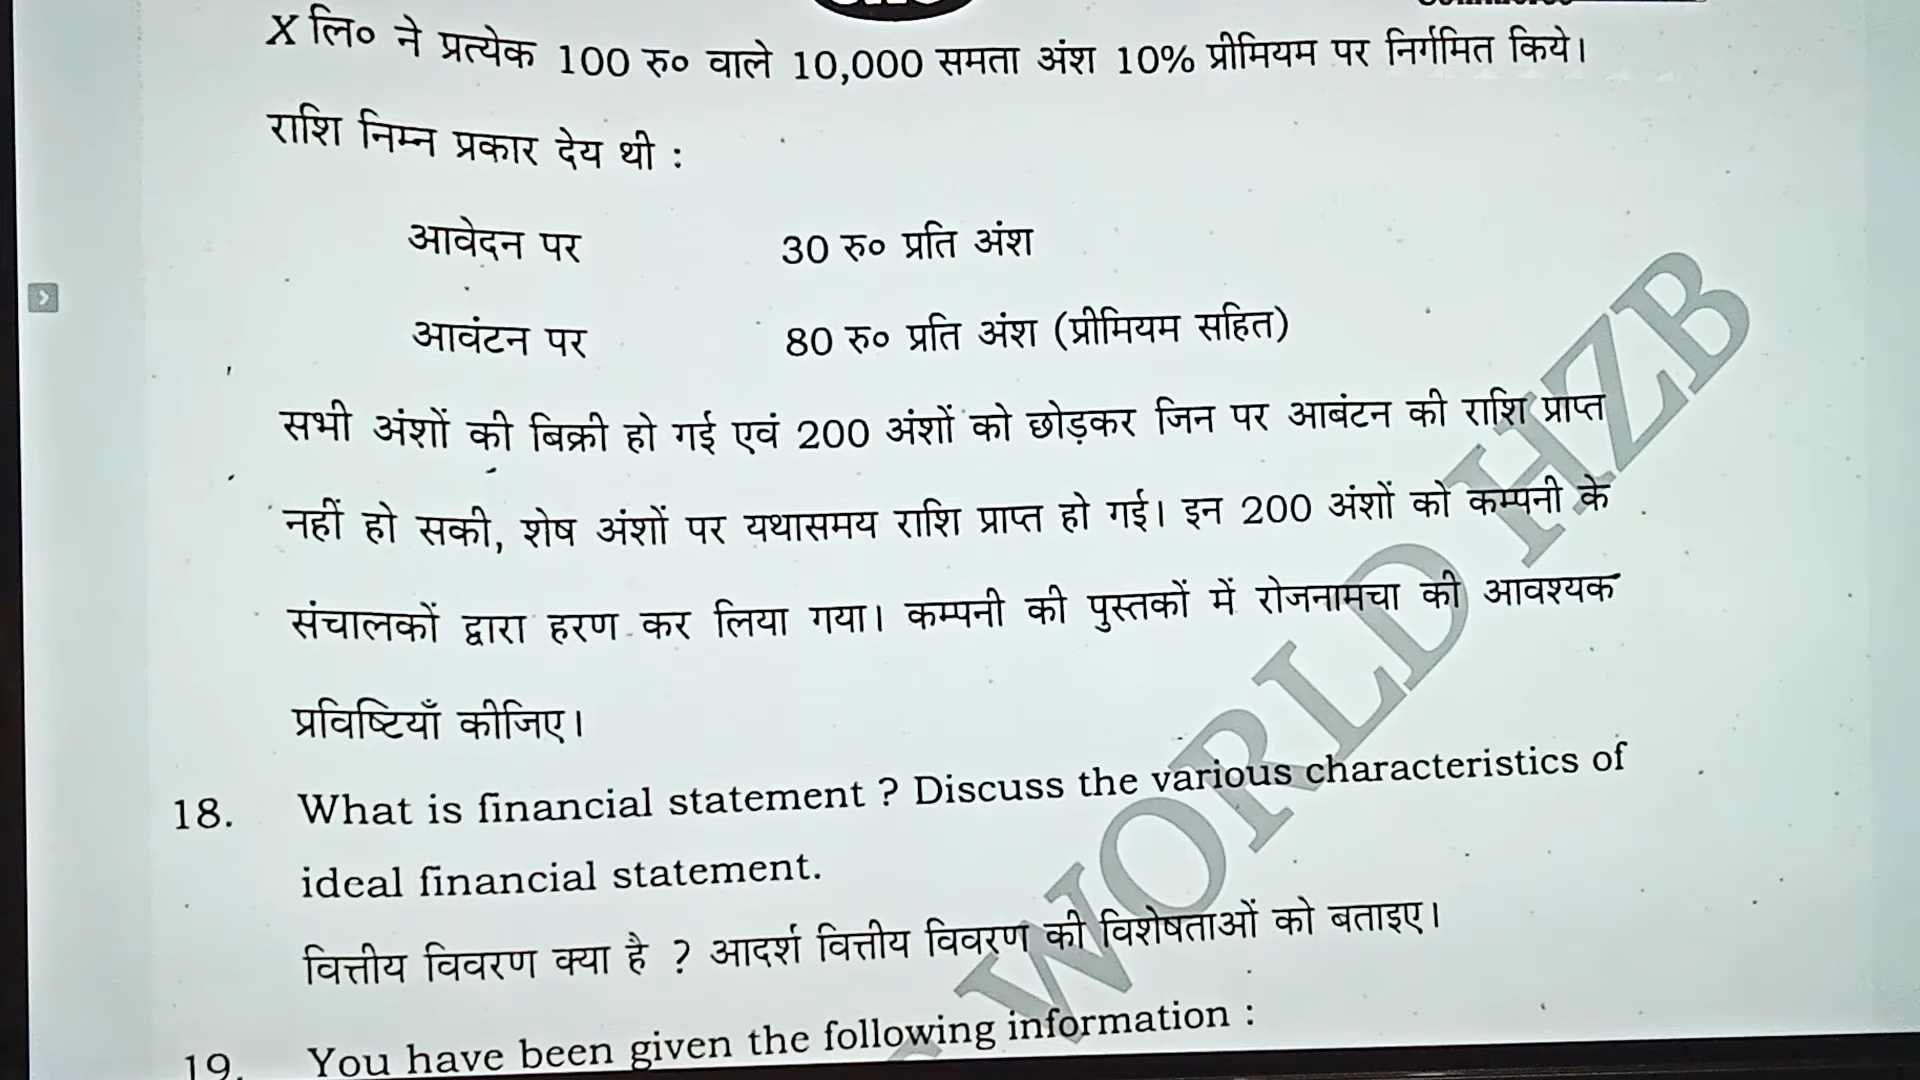 X लि० ने प्रत्येक 100 रु० वाले 10,000 समता अंश 10% प्रीमियम पर निर्गमित किये।
राशि निम्न प्रकार देय थी :
आवेदन पर 30 रु० प्रति अंश
आवंटन पर 80 रु० प्रति अंश (प्रीमियम सहित)
सभी अंशों की बिक्री हो गई एवं 200 अंशों को छोड़कर जिन पर आबंटन की राशि प्राप्त
नहीं हो सकी, शेष अंशों पर यथासमय राशि प्राप्त हो गई। इन 200 अंशों को कम्पनी के
संचालकों द्वारा हरण कर लिया गया। कम्पनी की पुस्तकों में रोजनामचा की आवश्यक
प्रविष्टियाँ कीजिए।
18. What is financial statement ? Discuss the various characteristics of
ideal financial statement.
वित्तीय विवरण क्या है ? आदर्श वित्तीय विवरण की विशेषताओं को बताइए।
19. You have been given the following information :
WORLD HZB